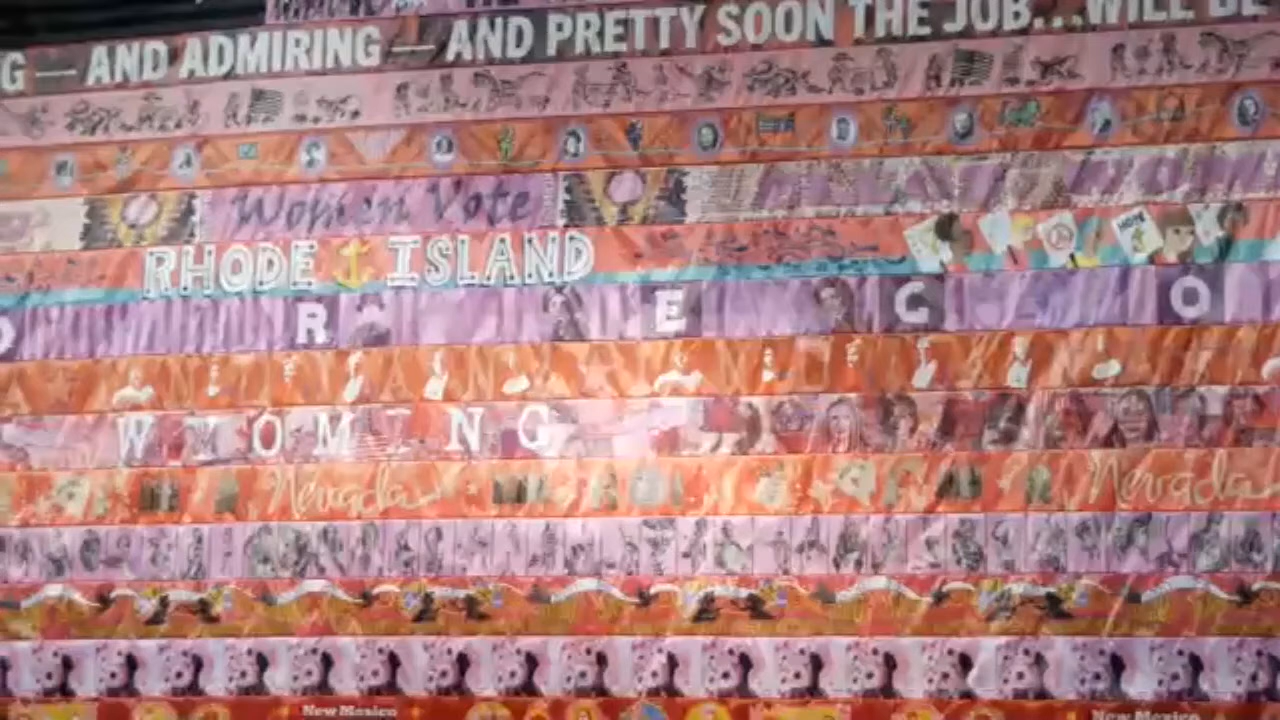 G — AND ADMIRING — AND PRETTY SOON THE JOB...WILL BE
Women Vote
RHODE ISLAND
O R E G O
WYOMING
Nevada Nevada
New Mexico New Mexico